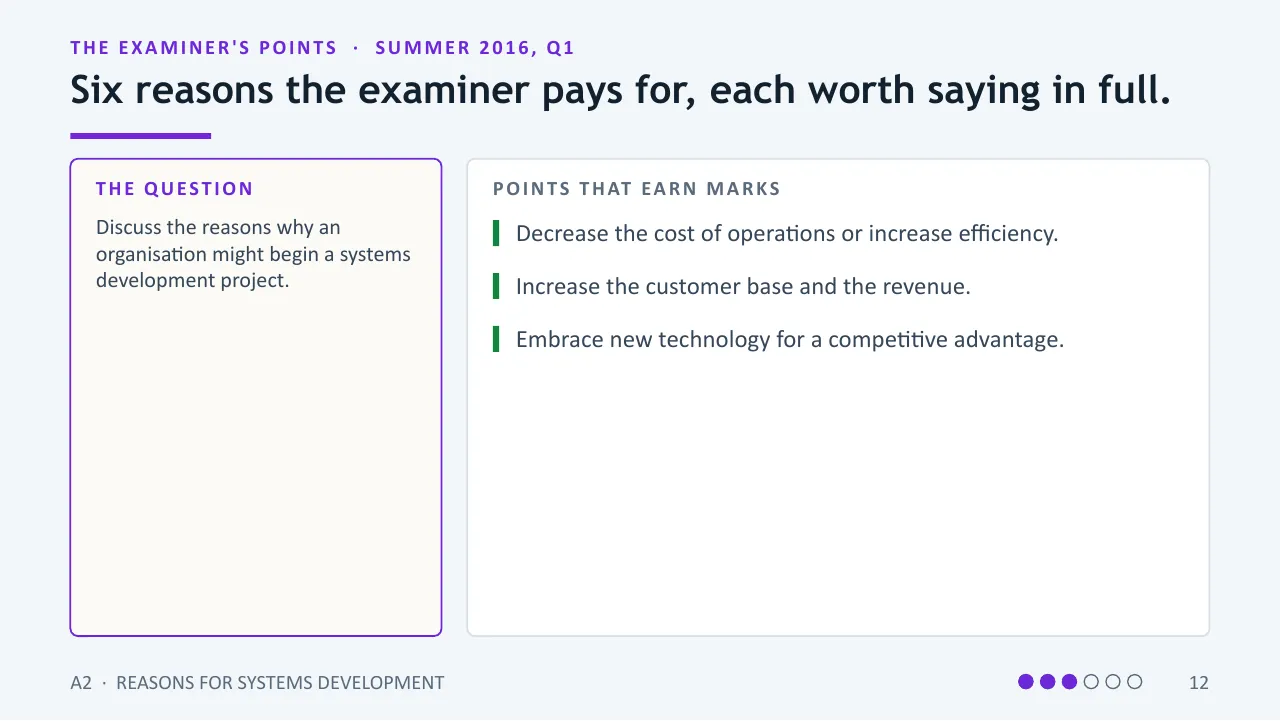 THE EXAMINER'S POINTS · SUMMER 2016, Q1
Six reasons the examiner pays for, each worth saying in full.
THE QUESTION
Discuss the reasons why an
organisation might begin a systems
development project.
POINTS THAT EARN MARKS
Decrease the cost of operations or increase efficiency.
Increase the customer base and the revenue.
Embrace new technology for a competitive advantage.
A2 · REASONS FOR SYSTEMS DEVELOPMENT
12